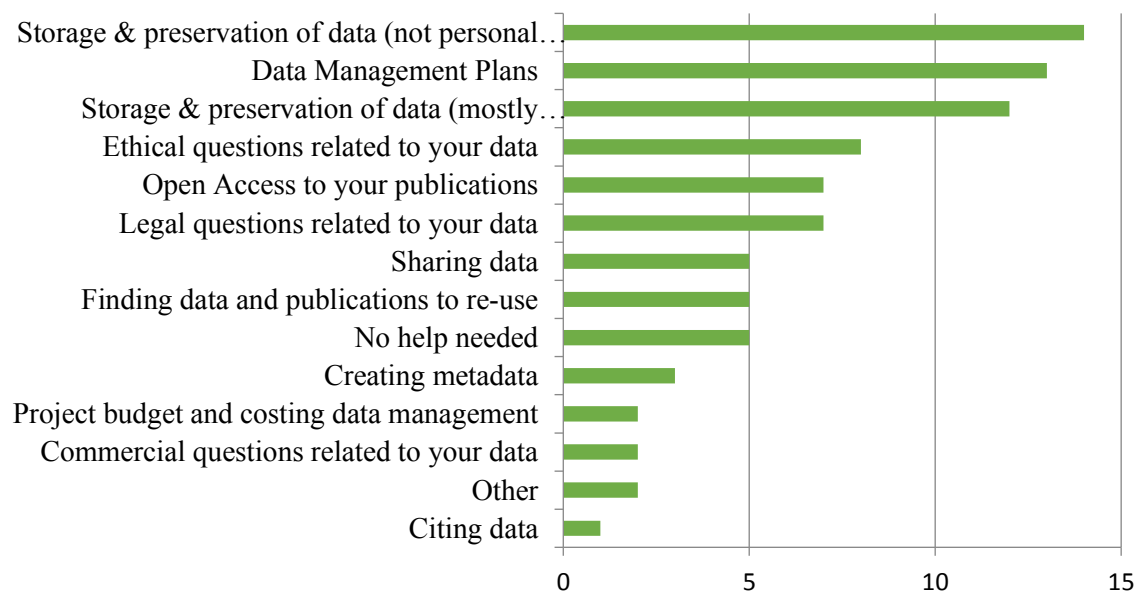 Storage & preservation of data (not personal…
Data Management Plans
Storage & preservation of data (mostly…
Ethical questions related to your data
Open Access to your publications
Legal questions related to your data
Sharing data
Finding data and publications to re-use
No help needed
Creating metadata
Project budget and costing data management
Commercial questions related to your data
Other
Citing data
0 5 10 15